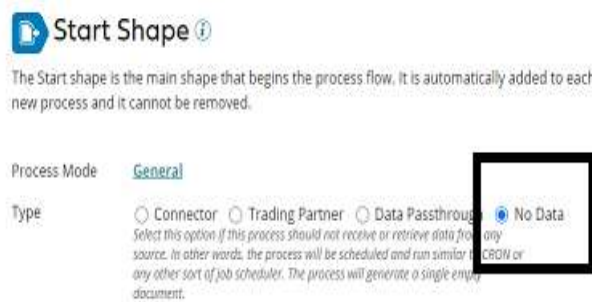 Start Shape
The Start shape is the main shape that begins the process flow. It is automatically added to each
new process and it cannot be removed.
Process Mode General
Type Connector Trading Partner Data Passthrough No Data
Select this option if this process should not receive or retrieve data from any
source. In other words, the process will be scheduled and run similar to CRON or
any other sort of job scheduler. The process will generate a single empty
document.